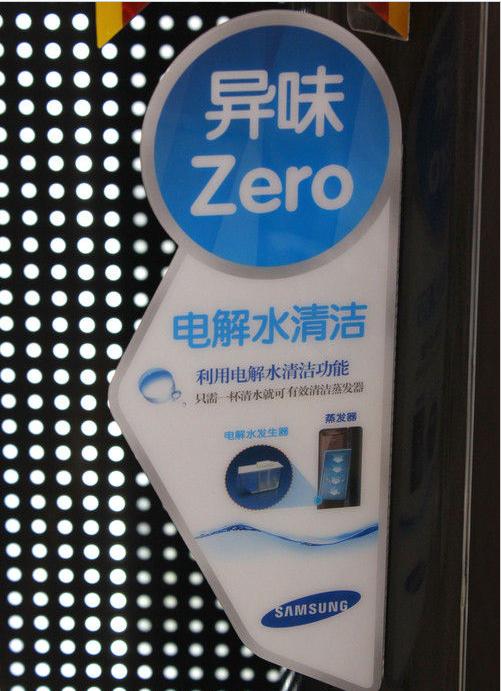 异味
Zero
电解水清洁
利用电解水清洁功能
只需一杯清水就可有效清洁蒸发器
蒸发器
电解水发生器
SAMSUNG